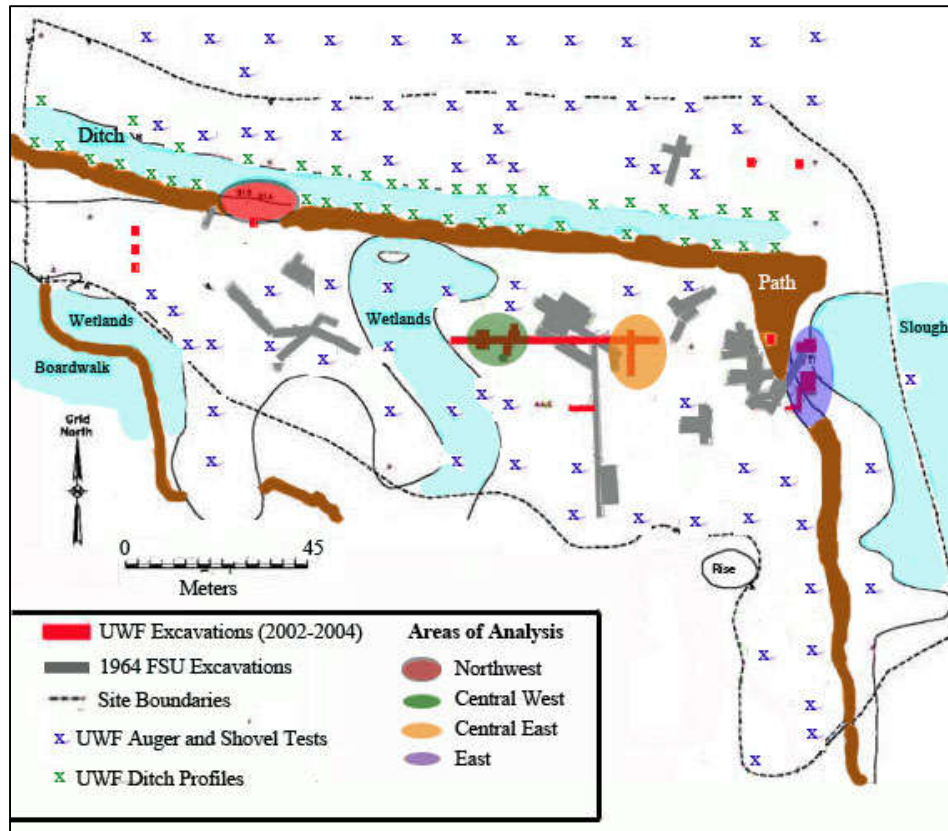 Ditch
Path
Wetlands
Slough
Wetlands
Boardwalk
Grid
North
0 45
Meters
Rise
UWF Excavations (2002-2004)
1964 FSU Excavations
Site Boundaries
x UWF Auger and Shovel Tests
x UWF Ditch Profiles
Areas of Analysis
Northwest
Central West
Central East
East